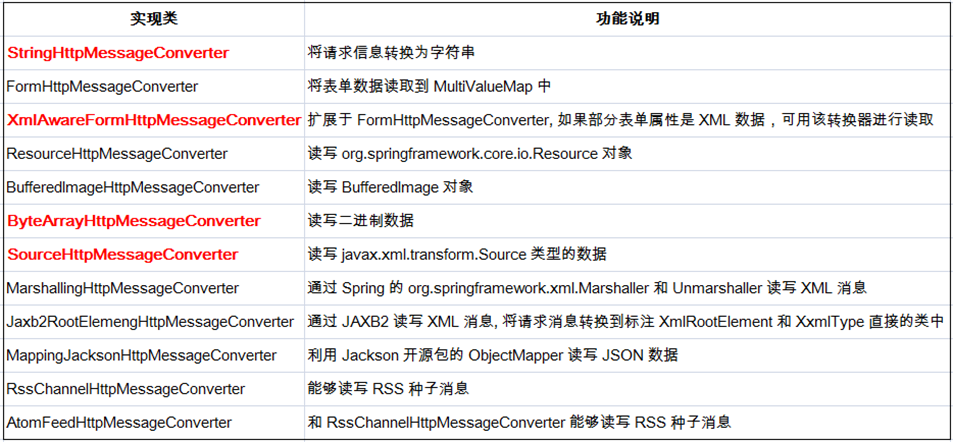 实现类 功能说明
StringHttpMessageConverter 将请求信息转换为字符串
FormHttpMessageConverter 将表单数据读取到 MultiValueMap 中
XmlAwareFormHttpMessageConverter 扩展于 FormHttpMessageConverter, 如果部分表单属性是 XML 数据，可用该转换器进行读取
ResourceHttpMessageConverter 读写 org.springframework.core.io.Resource 对象
BufferedImageHttpMessageConverter 读写 BufferedImage 对象
ByteArrayHttpMessageConverter 读写二进制数据
SourceHttpMessageConverter 读写 javax.xml.transform.Source 类型的数据
MarshallingHttpMessageConverter 通过 Spring 的 org.springframework.xml.Marshaller 和 Unmarshaller 读写 XML 消息
Jaxb2RootElemengHttpMessageConverter 通过 JAXB2 读写 XML 消息, 将请求消息转换到标注 XmlRootElement 和 XxmlType 直接的类中
MappingJacksonHttpMessageConverter 利用 Jackson 开源包的 ObjectMapper 读写 JSON 数据
RssChannelHttpMessageConverter 能够读写 RSS 种子消息
AtomFeedHttpMessageConverter 和 RssChannelHttpMessageConverter 能够读写 RSS 种子消息